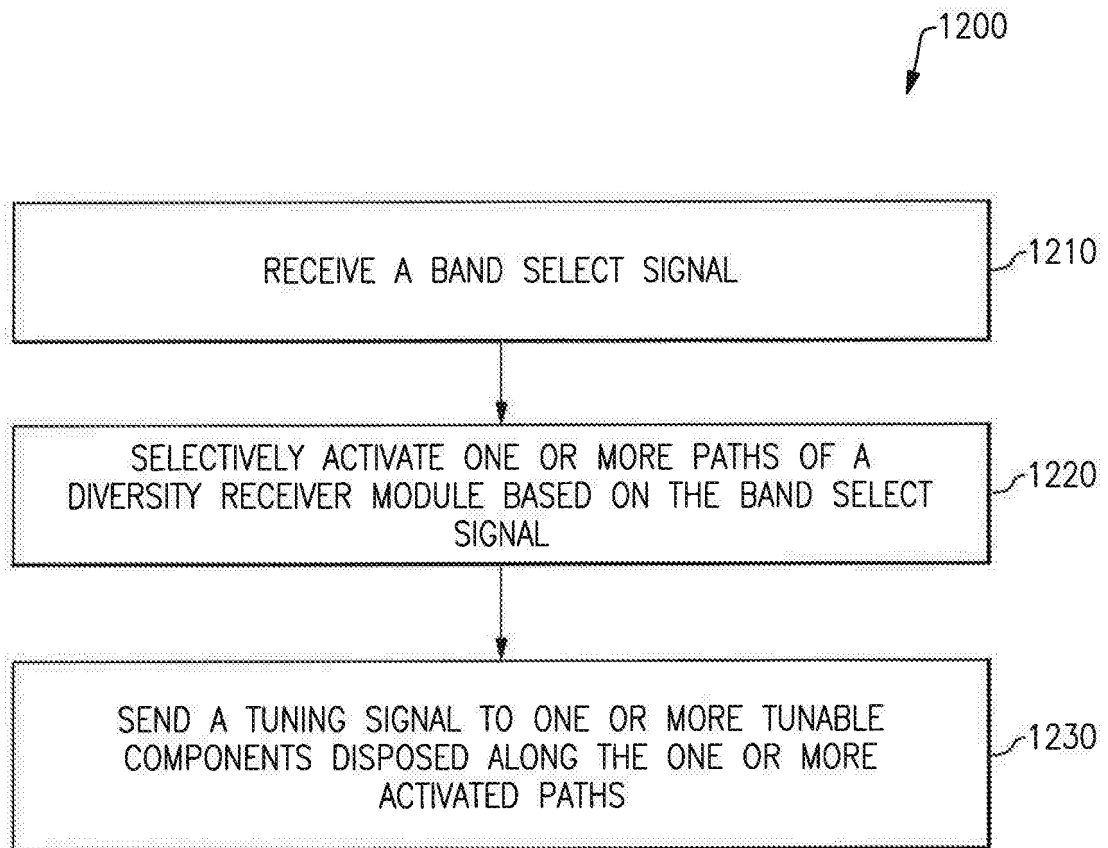 1200
RECEIVE A BAND SELECT SIGNAL
1210
SELECTIVELY ACTIVATE ONE OR MORE PATHS OF A
DIVERSITY RECEIVER MODULE BASED ON THE BAND SELECT
SIGNAL
1220
SEND A TUNING SIGNAL TO ONE OR MORE TUNABLE
COMPONENTS DISPOSED ALONG THE ONE OR MORE
ACTIVATED PATHS
1230